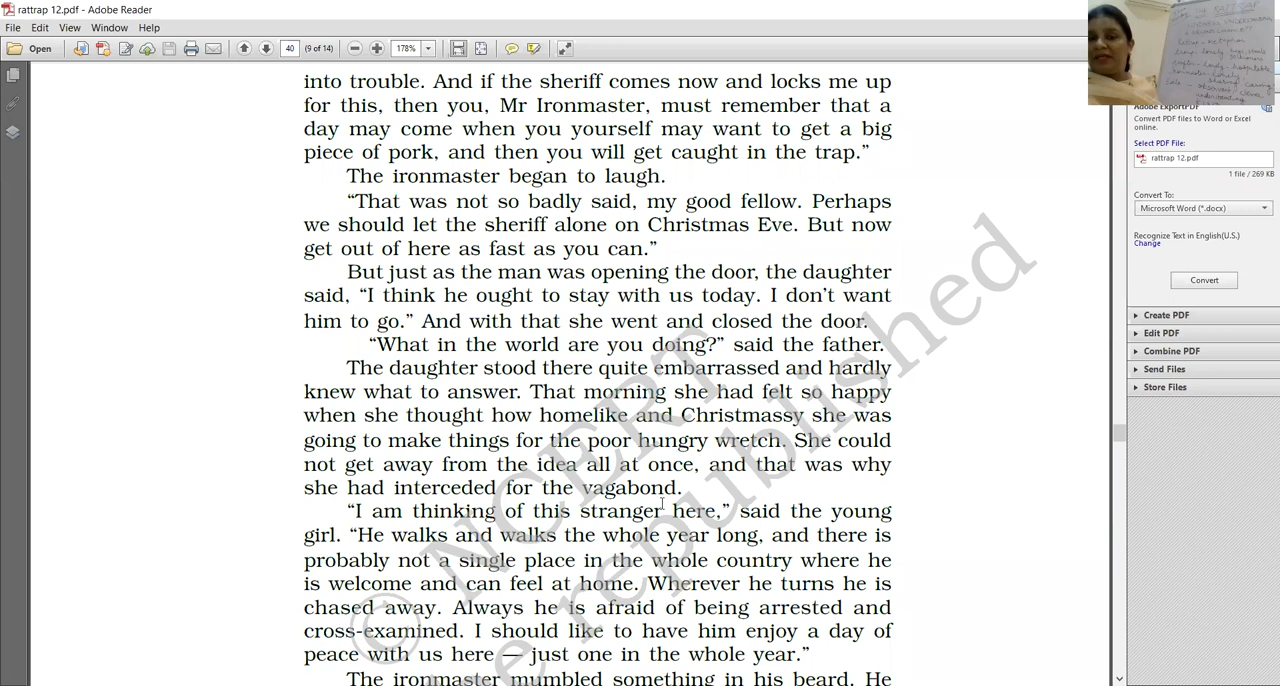 rattrap 12.pdf - Adobe Reader
File Edit View Window Help
Open 40 (9 of 14) 178%
THE RATTRAP
into trouble. And if the sheriff comes now and locks me up
for this, then you, Mr Ironmaster, must remember that a
day may come when you yourself may want to get a big
piece of pork, and then you will get caught in the trap.”
The ironmaster began to laugh.
“That was not so badly said, my good fellow. Perhaps
we should let the sheriff alone on Christmas Eve. But now
get out of here as fast as you can.”
But just as the man was opening the door, the daughter
said, “I think he ought to stay with us today. I don’t want
him to go.” And with that she went and closed the door.
“What in the world are you doing?” said the father.
The daughter stood there quite embarrassed and hardly
knew what to answer. That morning she had felt so happy
when she thought how homelike and Christmassy she was
going to make things for the poor hungry wretch. She could
not get away from the idea all at once, and that was why
she had interceded for the vagabond.
“I am thinking of this stranger here,” said the young
girl. “He walks and walks the whole year long, and there is
probably not a single place in the whole country where he
is welcome and can feel at home. Wherever he turns he is
chased away. Always he is afraid of being arrested and
cross-examined. I should like to have him enjoy a day of
peace with us here — just one in the whole year.”
The ironmaster mumbled something in his beard. He
© NCERT
e republished
Adobe ExportPDF
Convert PDF files to Word or Excel
online.
Select PDF File:
rattrap 12.pdf
1 file / 269 KB
Convert To:
Microsoft Word (*.docx)
Recognize Text in English(U.S.)
Change
Convert
Create PDF
Edit PDF
Combine PDF
Send Files
Store Files